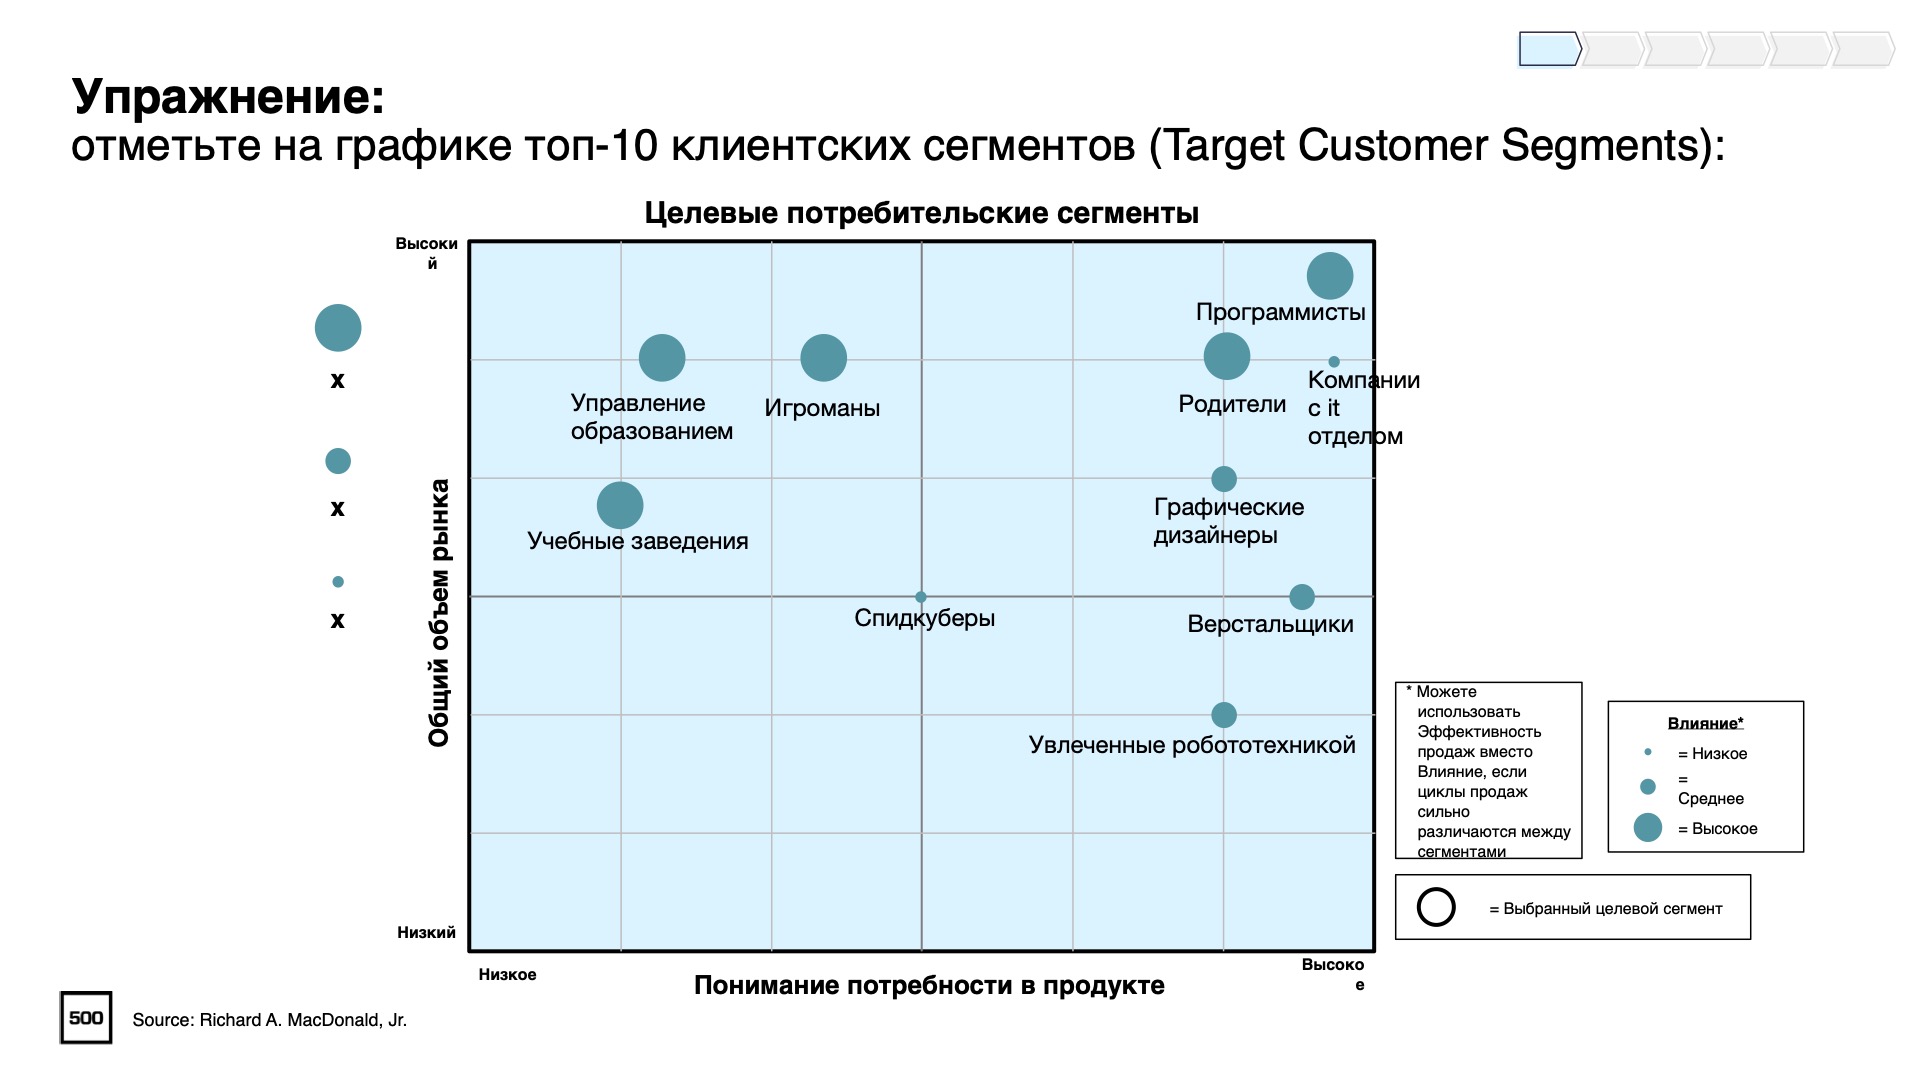 Упражнение:
отметьте на графике топ-10 клиентских сегментов (Target Customer Segments):
Целевые потребительские сегменты
Высоки
й
Программисты
x
Компании
с it
отделом
Управление
образованием
Игроманы
Родители
x
Графические
дизайнеры
Учебные заведения
Общий объем рынка
x
Спидкуберы
Верстальщики
Увлеченные робототехникой
* Можете
использовать
Эффективность
продаж вместо
Влияние, если
циклы продаж
сильно
различаются между
сегментами
Влияние*
= Низкое
=
Среднее
= Высокое
= Выбранный целевой сегмент
Низкий
Низкое
Высоко
е
Понимание потребности в продукте
500
Source: Richard A. MacDonald, Jr.